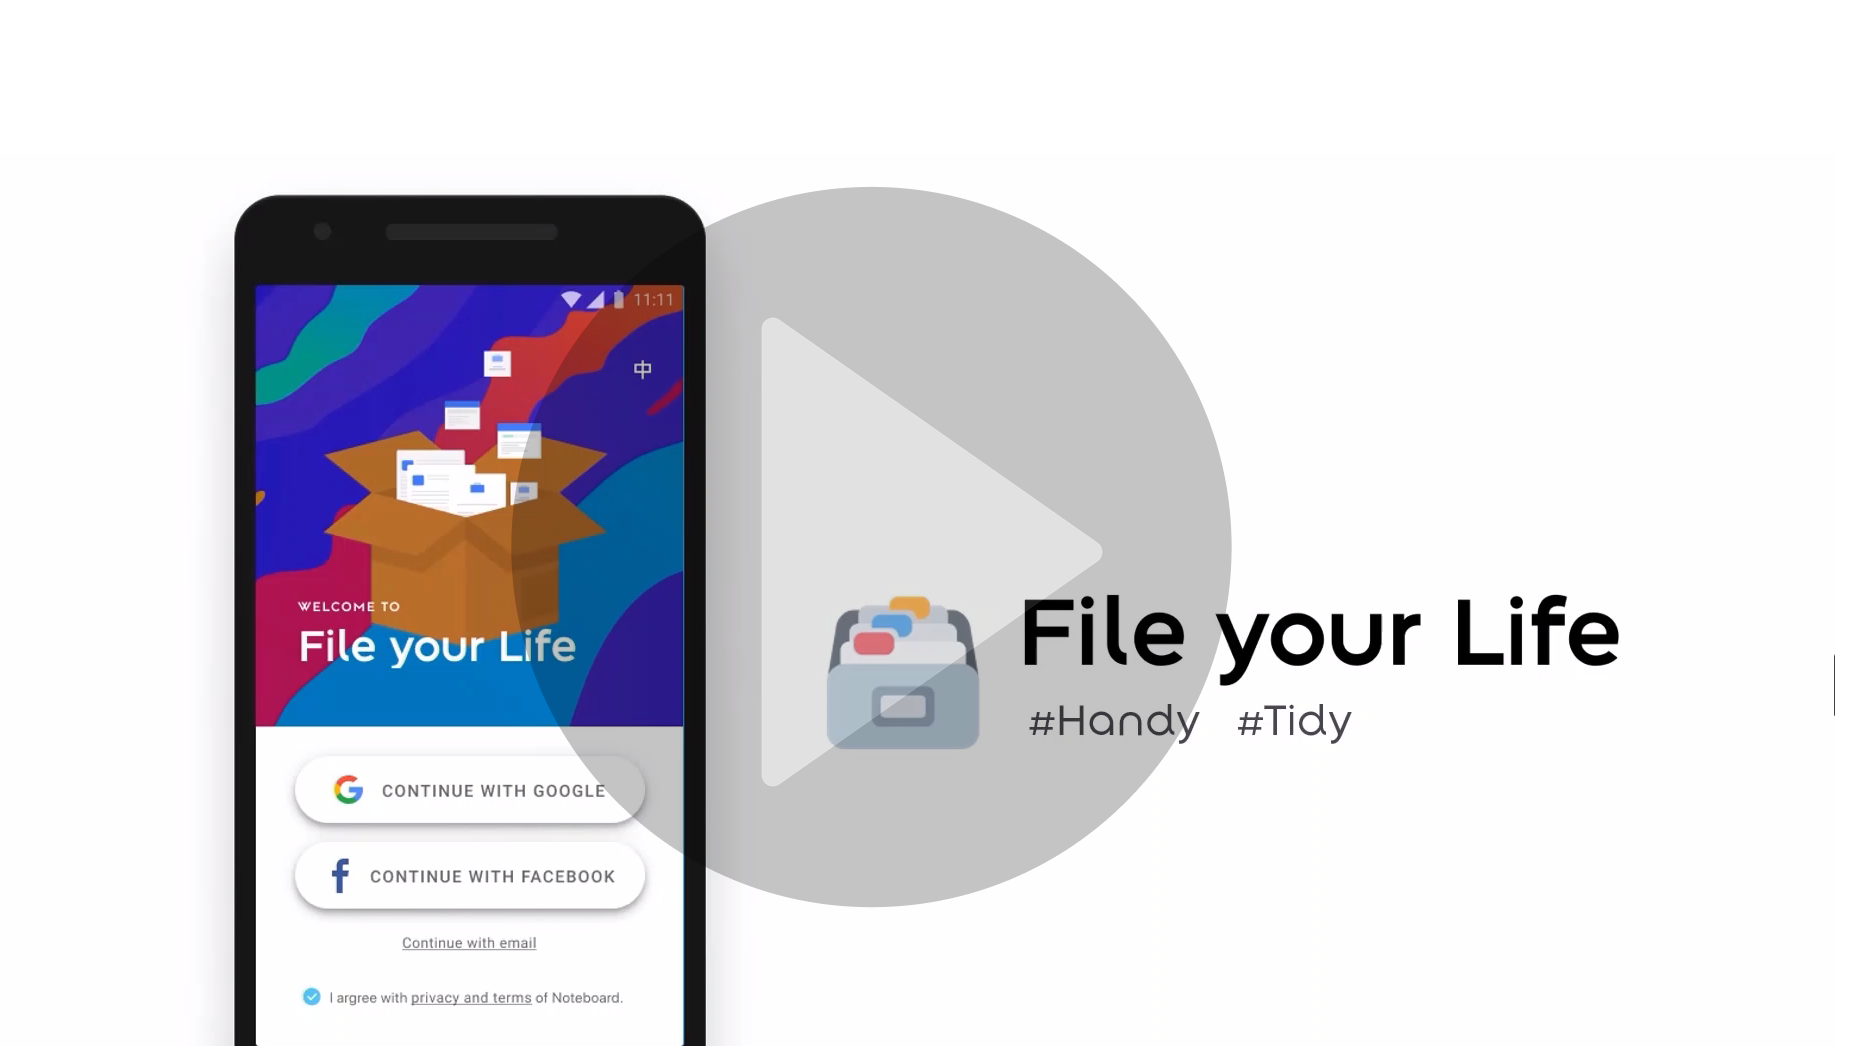 11:11
中
WELCOME TO
File your Life
CONTINUE WITH GOOGLE
CONTINUE WITH FACEBOOK
Continue with email
I argree with privacy and terms of Noteboard.
File your Life
#Handy #Tidy